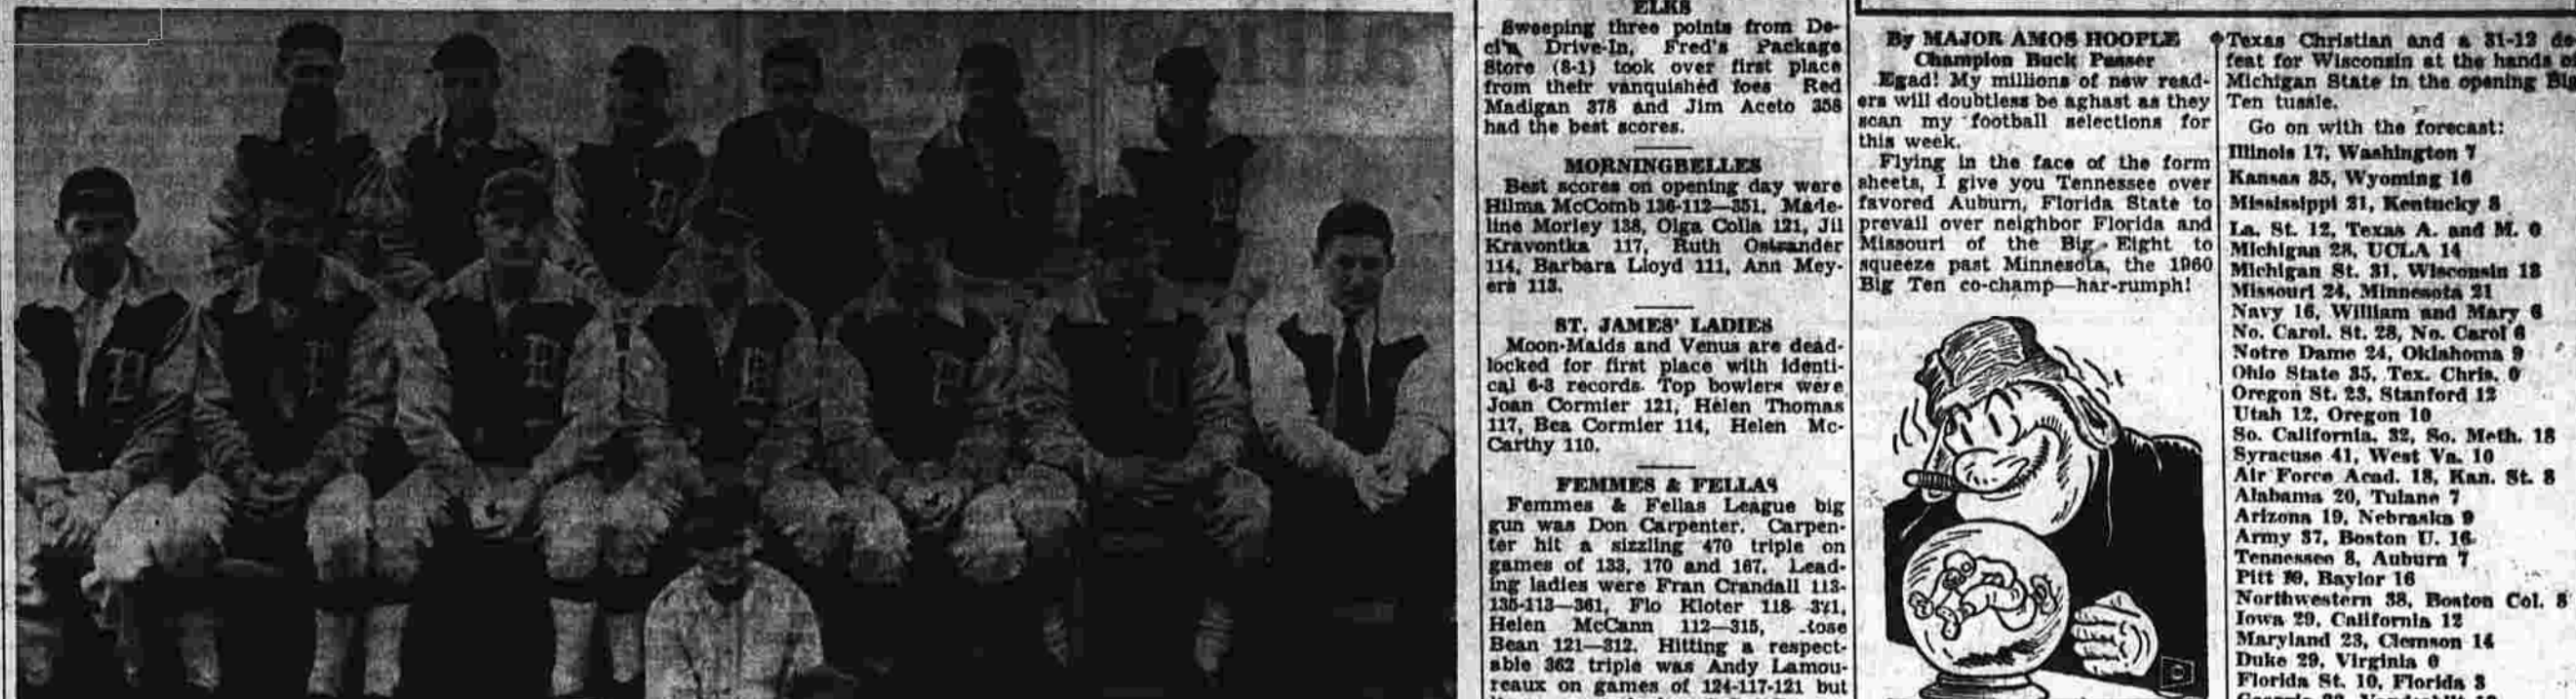 ELKS
Sweeping three points from De-
ci's Drive-In, Fred's Package
Store (8-1) took over first place
from their vanquished foes Red
Madigan 378 and Jim Aceto 358
had the best scores.
MORNINGBELLES
Best scores on opening day were
Hilma McComb 136-112—351, Made-
line Morley 138, Olga Colla 121, Jil
Kravontka 117, Ruth Ostrander
114, Barbara Lloyd 111, Ann Mey-
ers 113.
ST. JAMES' LADIES
Moon-Maids and Venus are dead-
locked for first place with identi-
cal 6-3 records. Top bowlers were
Joan Cormier 121, Helen Thomas
117, Bea Cormier 114, Helen Mc-
Carthy 110.
FEMMES & FELLAS
Femmes & Fellas League big
gun was Don Carpenter. Carpen-
ter hit a sizzling 470 triple on
games of 133, 170 and 167. Lead-
ing ladies were Fran Crandall 113-
135-113—361, Flo Kloter 118- 321,
Helen McCann 112—315,
Bean 121—312. Hitting a respect-
able 362 triple was Andy Lamou-
reaux on games of 124-117-121 but
By MAJOR AMOS HOOPLE
Champion Buck Passer
Egad! My millions of new read-
ers will doubtless be aghast as they
scan my football selections for
this week.
Flying in the face of the form
sheets, I give you Tennessee over
favored Auburn, Florida State to
prevail over neighbor Florida and
Missouri of the Big Eight to
squeeze past Minnesota, the 1960
Big Ten co-champ—har-rumph!
Texas Christian and a 31-13 de-
feat for Wisconsin at the hands of
Michigan State in the opening Big
Ten tussle.
Go on with the forecast:
Illinois 17, Washington 7
Kansas 35, Wyoming 16
Mississippi 21, Kentucky 8
La. St. 12, Texas A. and M. 0
Michigan 28, UCLA 14
Michigan St. 31, Wisconsin 13
Missouri 24, Minnesota 21
Navy 16, William and Mary 6
No. Carol. St. 28, No. Carol 6
Notre Dame 24, Oklahoma 9
Ohio State 35, Tex. Chris. 0
Oregon St. 23, Stanford 12
Utah 12, Oregon 10
So. California, 32, So. Meth. 18
Syracuse 41, West Va. 10
Air Force Acad. 18, Kan. St. 8
Alabama 20, Tulane 7
Arizona 19, Nebraska 9
Army 37, Boston U. 16
Tennessee 8, Auburn 7
Pitt 19, Baylor 16
Northwestern 38, Boston Col. 8
Iowa 29, California 12
Maryland 23, Clemson 14
Duke 29, Virginia 0
Florida St. 10, Florida 3